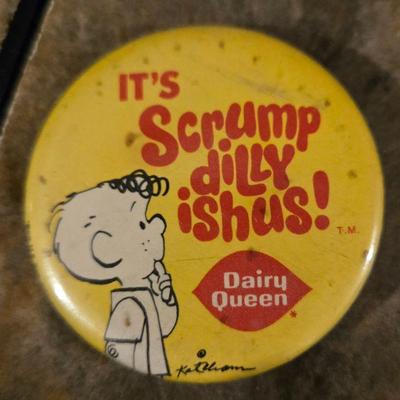 IT'S
Scrump
dilly
ishus!
T.M.
Dairy
Queen
*
©
Ketcham